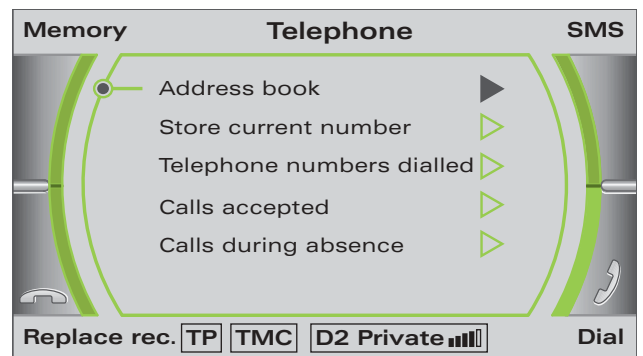 Memory Telephone SMS
Address book
Store current number
Telephone numbers dialled
Calls accepted
Calls during absence
Replace rec. TP TMC D2 Private Dial